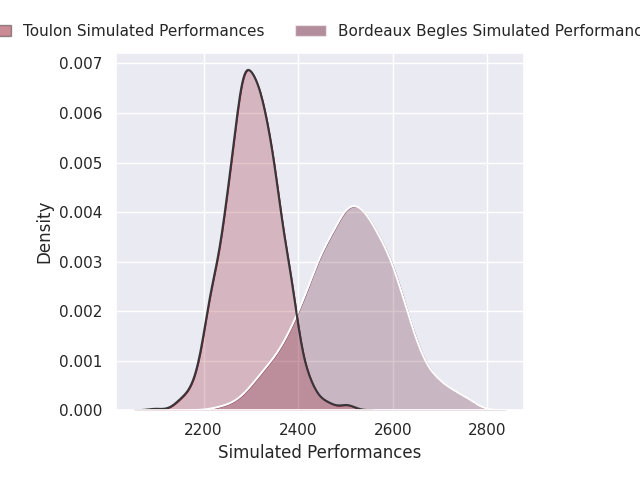 Toulon Simulated Performances
Bordeaux Begles Simulated
0.007
0.006
0.005
0.004
0.003
0.002
0.001
0.000
Density
2200 2400 2600 2800
Simulated Performances